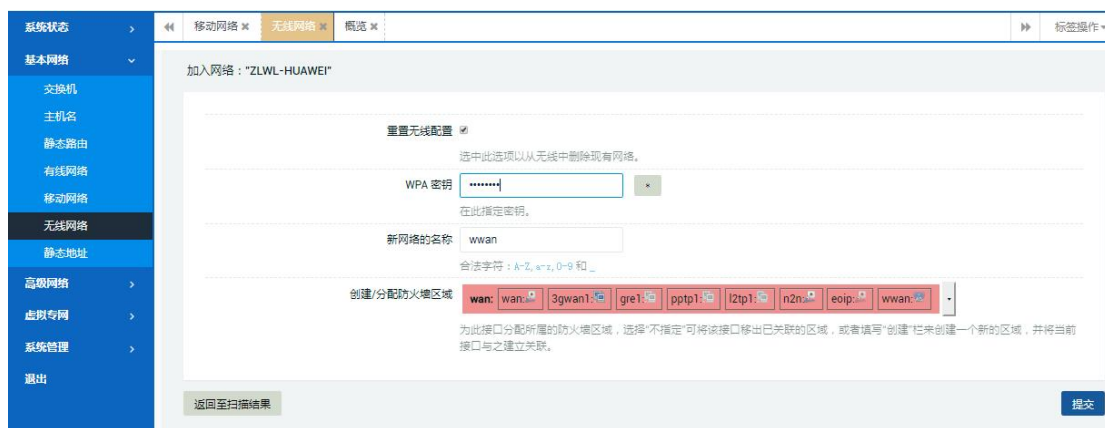 系统状态
移动网络
无线网络
概览
标签操作
基本网络
加入网络："ZLWL-HUAWEI"
交换机
主机名
静态路由
有线网络
移动网络
无线网络
静态地址
高级网络
虚拟专网
系统管理
退出
重置无线配置
选中此选项以从无线中删除现有网络。
WPA 密钥 ••••••••
*
在此指定密钥。
新网络的名称 wwan
合法字符：A-Z, a-z, 0-9 和 _
创建/分配防火墙区域 wan: wan: 3gwan1: gre1: pptp1: l2tp1: n2n: eoip: wwan:
为此接口分配所属的防火墙区域，选择"不指定"可将该接口移出已关联的区域，或者填写"创建"栏来创建一个新的区域，并将当前
接口与之建立关联。
返回至扫描结果
提交